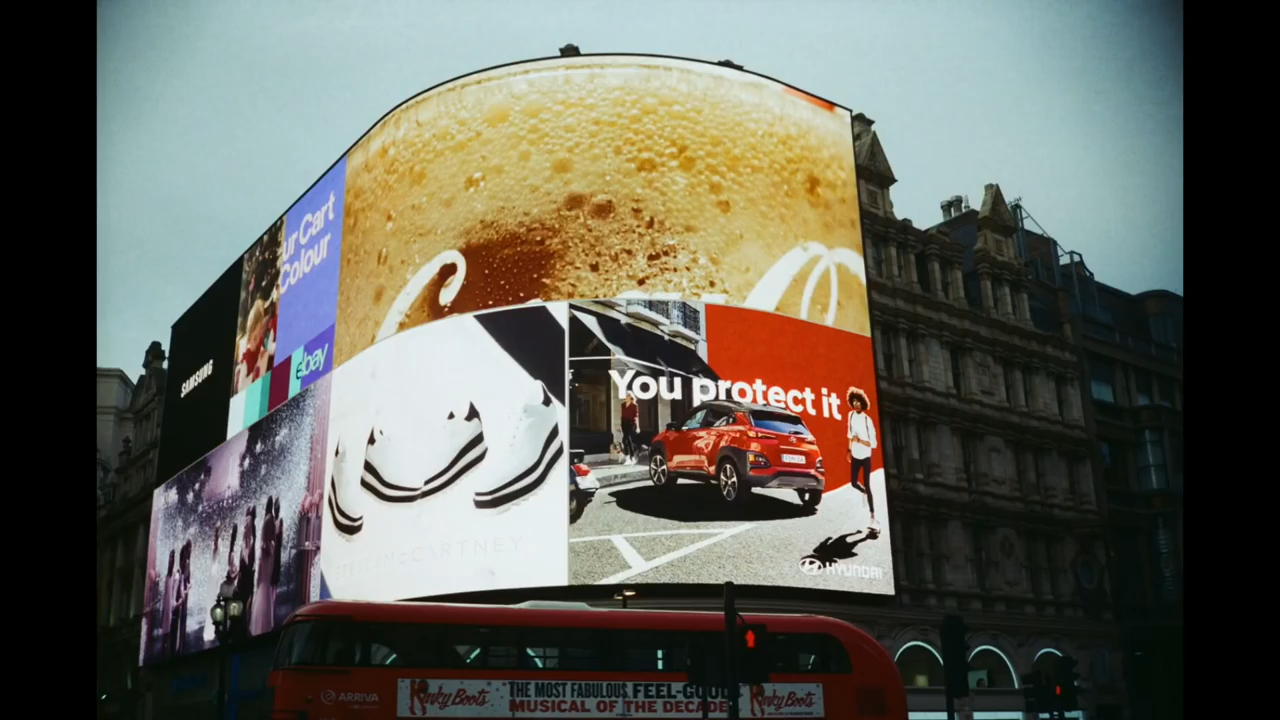 ur Cart
Colour
SAMSUNG
ebay
You protect it
McCARTNEY
HYUNDAI
ARRIVA
Kinky Boots
THE MOST FABULOUS, FEEL-GOOD
MUSICAL OF THE DECADE
Kinky Boots